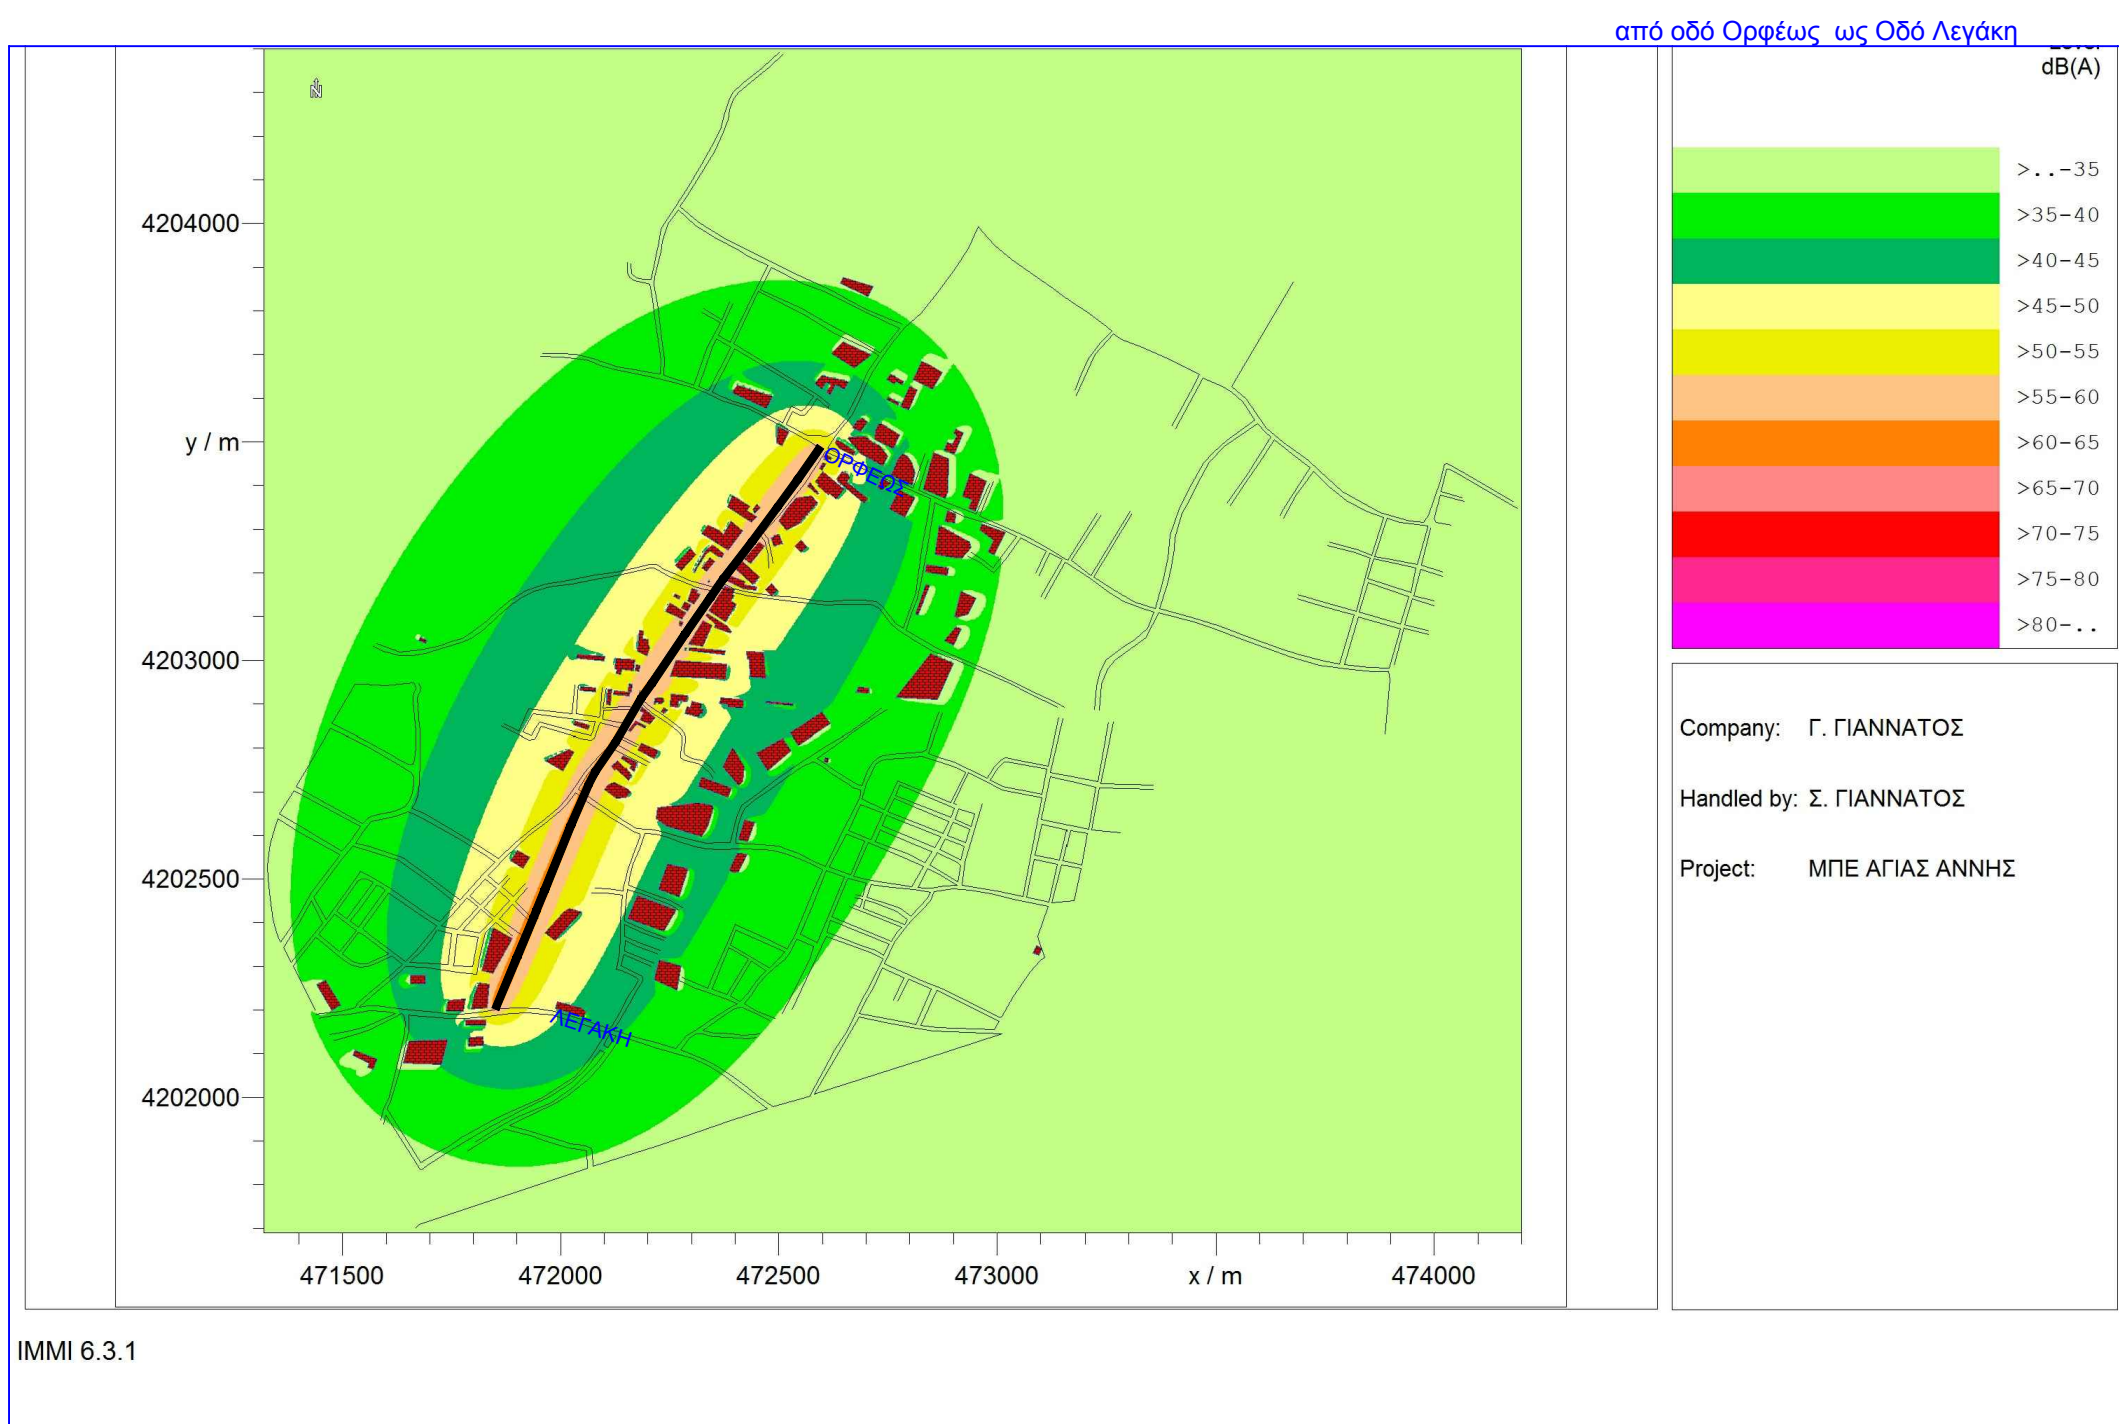 από οδό Ορφέως ως Οδό Λεγάκη
dB(A)
>..-35
>35-40
>40-45
>45-50
>50-55
>55-60
>60-65
>65-70
>70-75
>75-80
>80-..
N
4204000
y / m
4203000
4202500
4202000
ΟΡΦΕΩΣ
ΛΕΓΑΚΗ
471500 472000 472500 473000 x / m 474000
Company: Γ. ΓΙΑΝΝΑΤΟΣ
Handled by: Σ. ΓΙΑΝΝΑΤΟΣ
Project: ΜΠΕ ΑΓΙΑΣ ΑΝΝΗΣ
IMMI 6.3.1